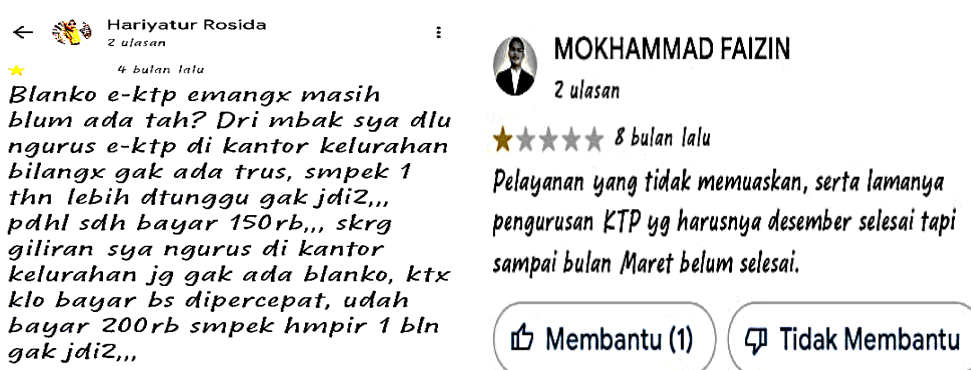 Hariyatur Rosida
2 ulasan
4 bulan lalu
Blanko e-ktp emangx masih
blum ada tah? Dri mbak sya dlu
ngurus e-ktp di kantor kelurahan
bilangx gak ada trus, smpek 1
thn lebih dtunggu gak jdi2,,,
pdhl sdh bayar 150rb,,, skrg
giliran sya ngurus di kantor
kelurahan jg gak ada blanko, ktx
klo bayar bs dipercepat, udah
bayar 200rb smpek hmpir 1 bln
gak jdi2,,,
MOKHAMMAD FAIZIN
2 ulasan
8 bulan lalu
Pelayanan yang tidak memuaskan, serta lamanya
pengurusan KTP yg harusnya desember selesai tapi
sampai bulan Maret belum selesai.
Membantu (1)
Tidak Membantu